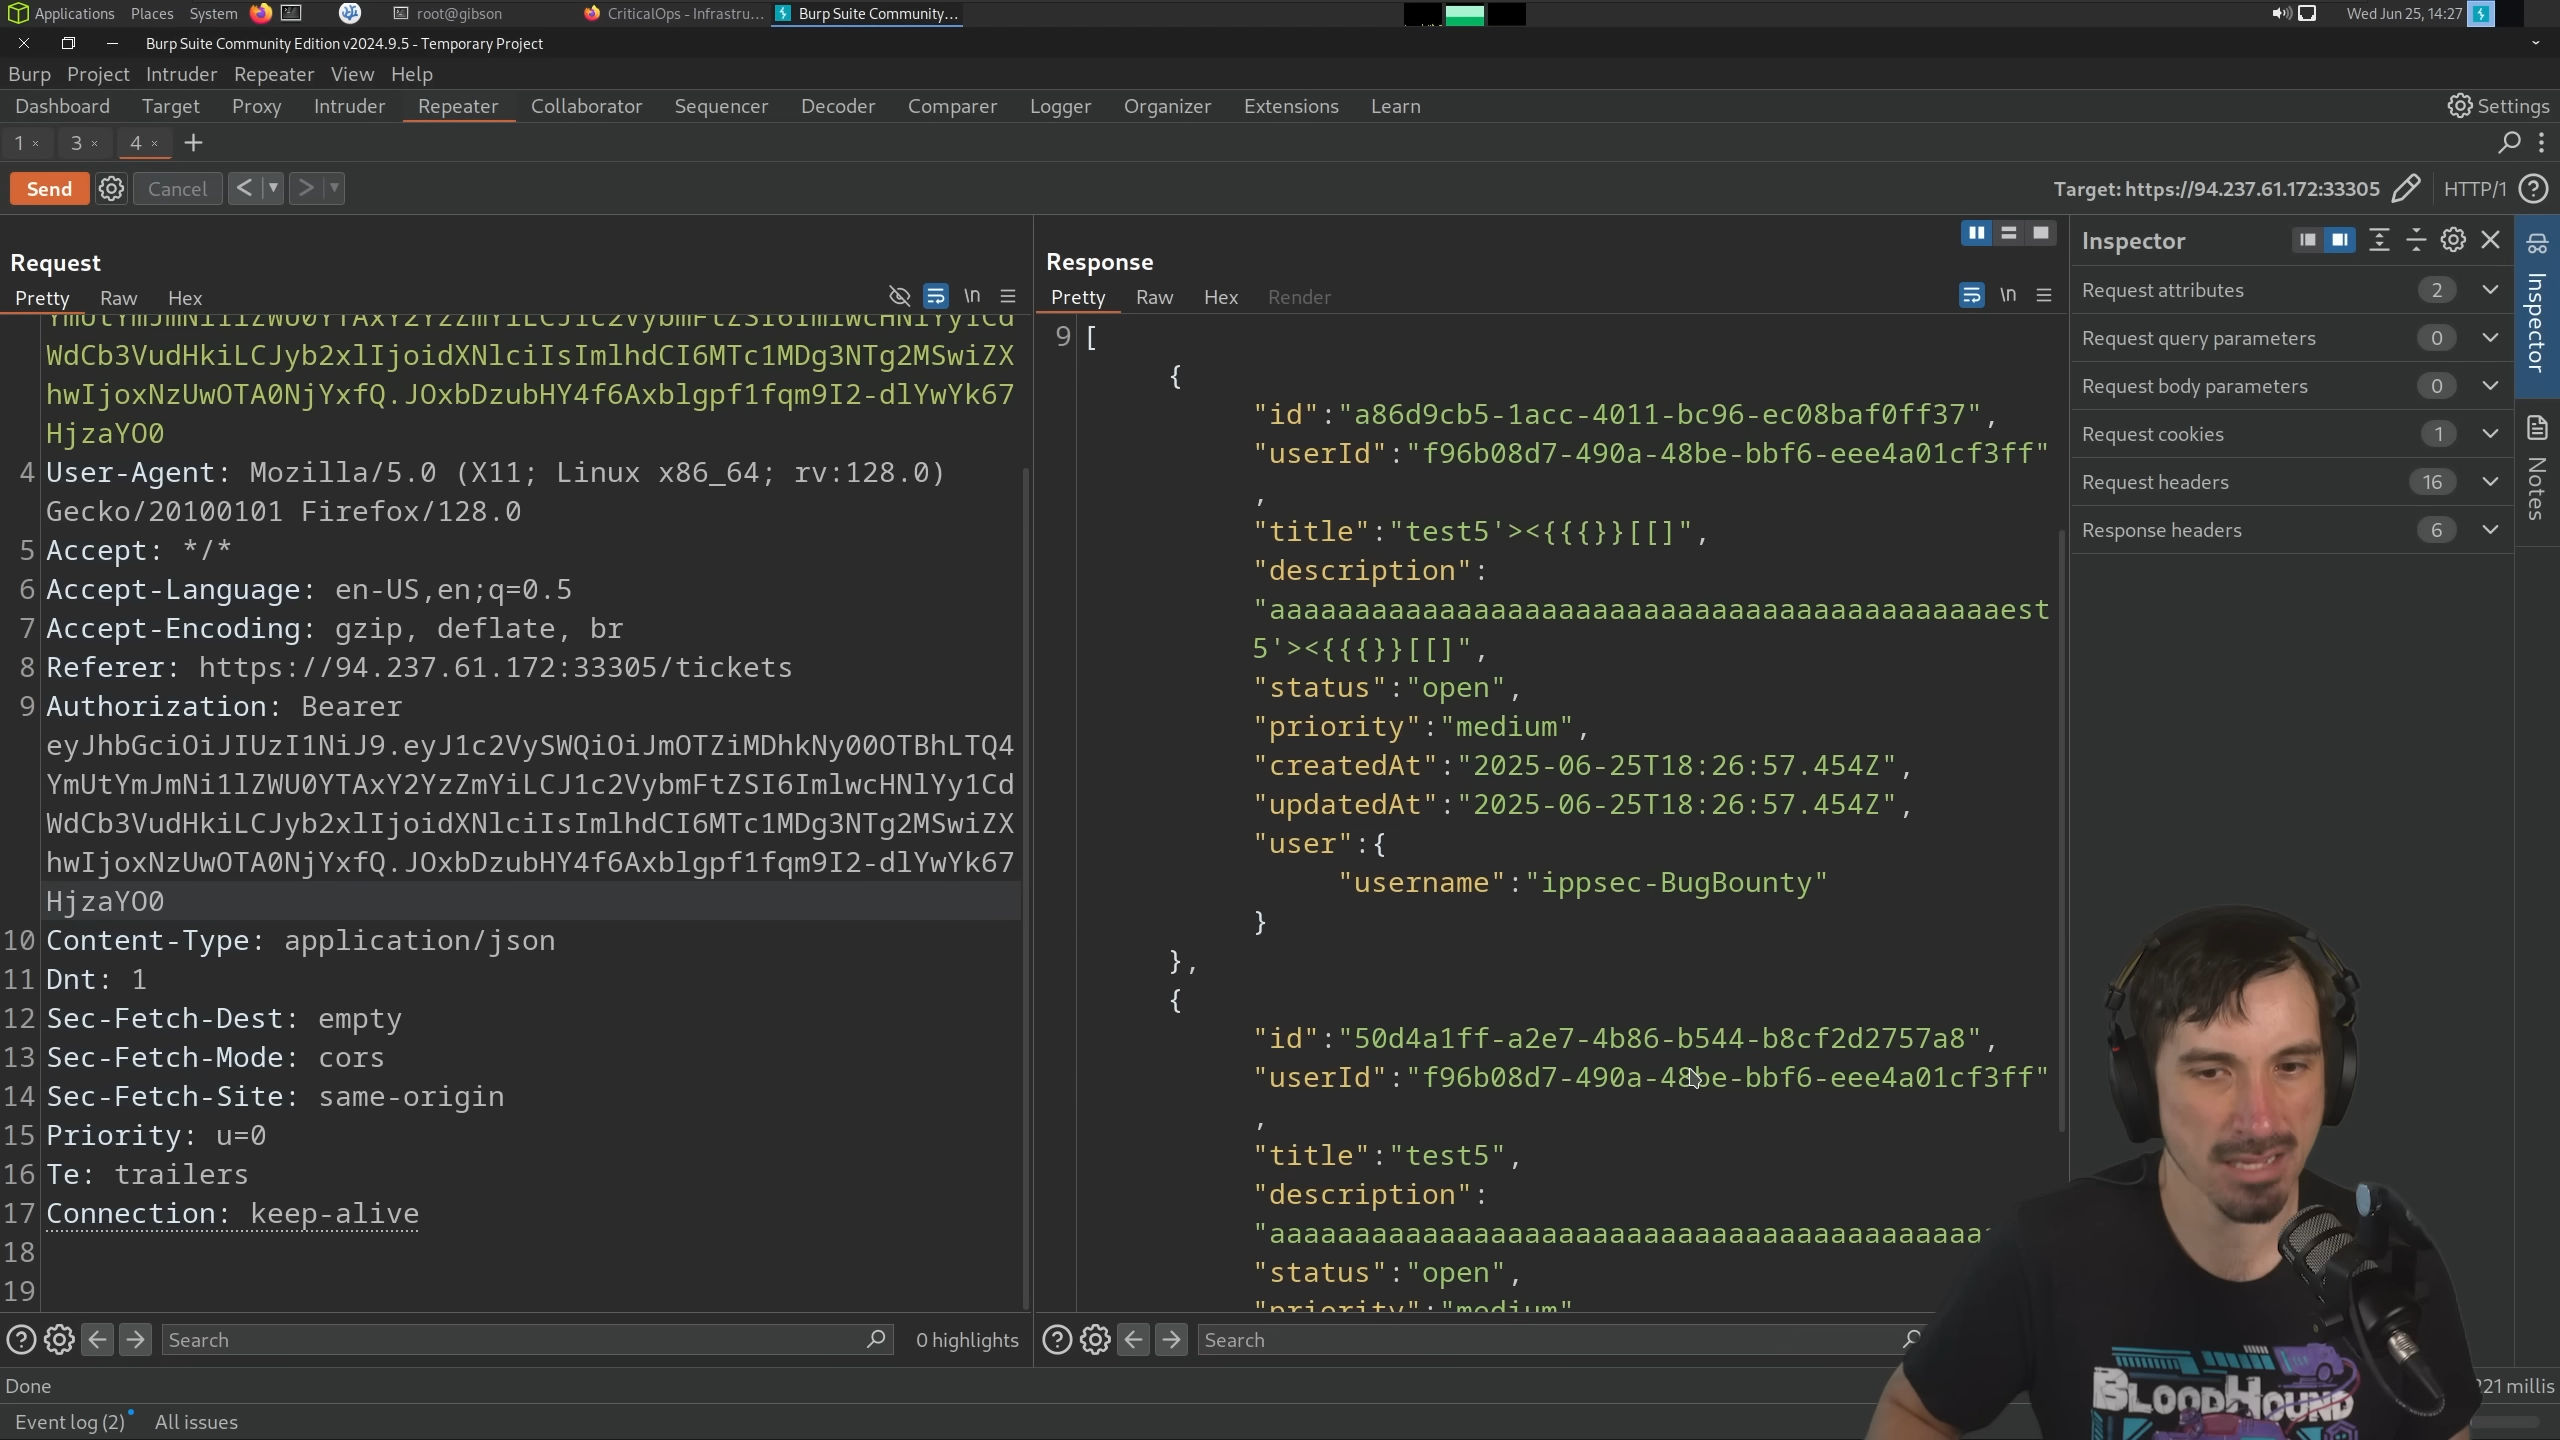 Applications Places System root@gibson CriticalOps - Infrastru... Burp Suite Community... Wed Jun 25, 14:27
Burp Suite Community Edition v2024.9.5 - Temporary Project
Burp Project Intruder Repeater View Help
Dashboard Target Proxy Intruder Repeater Collaborator Sequencer Decoder Comparer Logger Organizer Extensions Learn Settings
1 × 3 × 4 × +
Send Cancel < > Target: https://94.237.61.172:33305 HTTP/1
Request
Pretty Raw Hex \n
WdCb3VudHkiLCJyb2xlIjoidXNlciIsImlhdCI6MTc1MDg3NTg2MSwiZX
hwIjoxNzUwOTA0NjYxfQ.JOxbDzubHY4f6Axblgpf1fqm9I2-dlYwYk67
HjzaYO0
4 User-Agent: Mozilla/5.0 (X11; Linux x86_64; rv:128.0)
Gecko/20100101 Firefox/128.0
5 Accept: */*
6 Accept-Language: en-US,en;q=0.5
7 Accept-Encoding: gzip, deflate, br
8 Referer: https://94.237.61.172:33305/tickets
9 Authorization: Bearer
eyJhbGciOiJIUzI1NiJ9.eyJ1c2VySWQiOiJmOTZiMDhkNy00OTBhLTQ4
YmUtYmJmNi1lZWU0YTAxY2YzZmYiLCJ1c2VybmFtZSI6ImlwcHNlYy1Cd
WdCb3VudHkiLCJyb2xlIjoidXNlciIsImlhdCI6MTc1MDg3NTg2MSwiZX
hwIjoxNzUwOTA0NjYxfQ.JOxbDzubHY4f6Axblgpf1fqm9I2-dlYwYk67
HjzaYO0
10 Content-Type: application/json
11 Dnt: 1
12 Sec-Fetch-Dest: empty
13 Sec-Fetch-Mode: cors
14 Sec-Fetch-Site: same-origin
15 Priority: u=0
16 Te: trailers
17 Connection: keep-alive
18
19
Search 0 highlights
Response
Pretty Raw Hex Render \n
9 [
{
"id":"a86d9cb5-1acc-4011-bc96-ec08baf0ff37",
"userId":"f96b08d7-490a-48be-bbf6-eee4a01cf3ff"
,
"title":"test5'><{{{}}[[]",
"description":
"aaaaaaaaaaaaaaaaaaaaaaaaaaaaaaaaaaaaaaaaaaaest
5'><{{{}}[[]",
"status":"open",
"priority":"medium",
"createdAt":"2025-06-25T18:26:57.454Z",
"updatedAt":"2025-06-25T18:26:57.454Z",
"user":{
"username":"ippsec-BugBounty"
}
},
{
"id":"50d4a1ff-a2e7-4b86-b544-b8cf2d2757a8",
"userId":"f96b08d7-490a-48be-bbf6-eee4a01cf3ff"
,
"title":"test5",
"description":
"aaaaaaaaaaaaaaaaaaaaaaaaaaaaaaaaaaaaaaaaaa
"status":"open",
"priority":"medium"
Search
Inspector
Request attributes 2
Request query parameters 0
Request body parameters 0
Request cookies 1
Request headers 16
Response headers 6
Inspector
Notes
BLOODHOUND
Done
21 millis
Event log (2) All issues